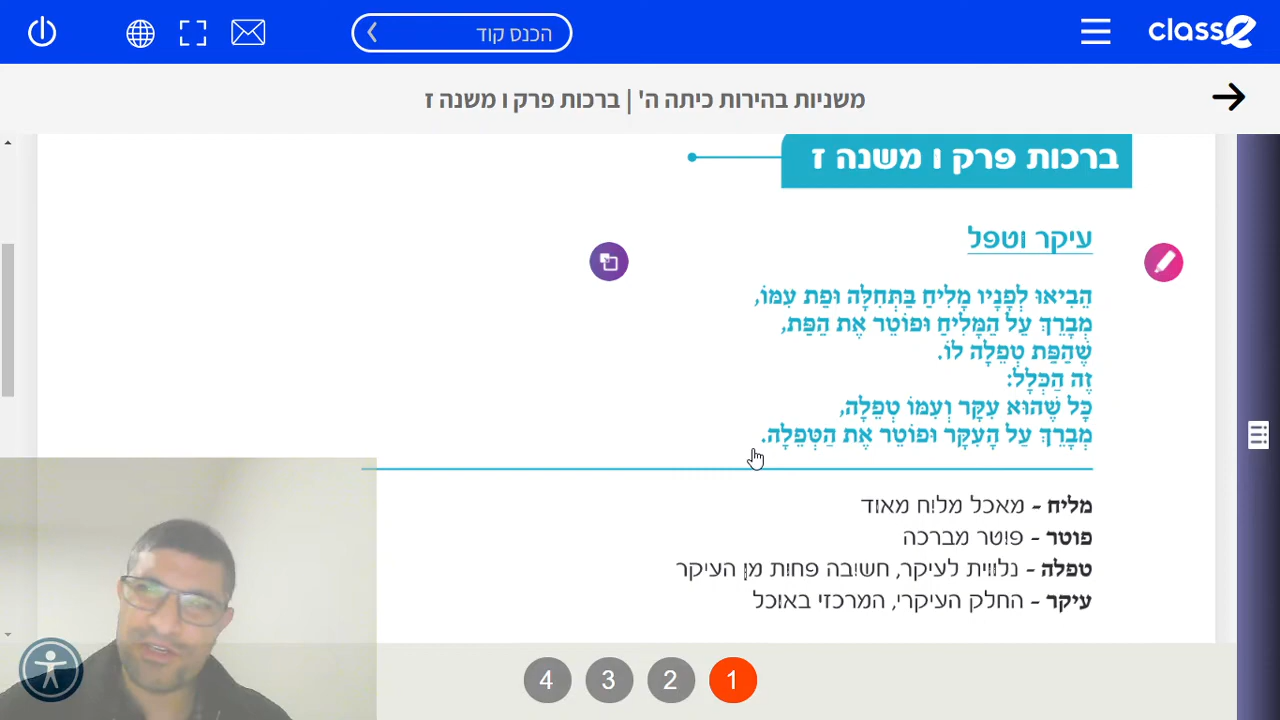 הכנס קוד
classe
משניות בהירות כיתה ה' | ברכות פרק ו משנה ז
ברכות פרק ו משנה ז
עיקר וטפל
הֵבִיאוּ לְפָנָיו מָלִיחַ בַּתְּחִלָּה וּפַת עִמּוֹ,
מְבָרֵךְ עַל הַמָּלִיחַ וּפוֹטֵר אֶת הַפַּת,
שֶׁהַפַּת טְפֵלָה לוֹ.
זֶה הַכְּלָל:
כָּל שֶׁהוּא עִקָּר וְעִמּוֹ טְפֵלָה,
מְבָרֵךְ עַל הָעִקָּר וּפוֹטֵר אֶת הַטְּפֵלָה.
מליח - מאכל מלוח מאוד
פוטר - פוטר מברכה
טפלה - נלווית לעיקר, חשובה פחות מן העיקר
עיקר - החלק העיקרי, המרכזי באוכל
1 2 3 4